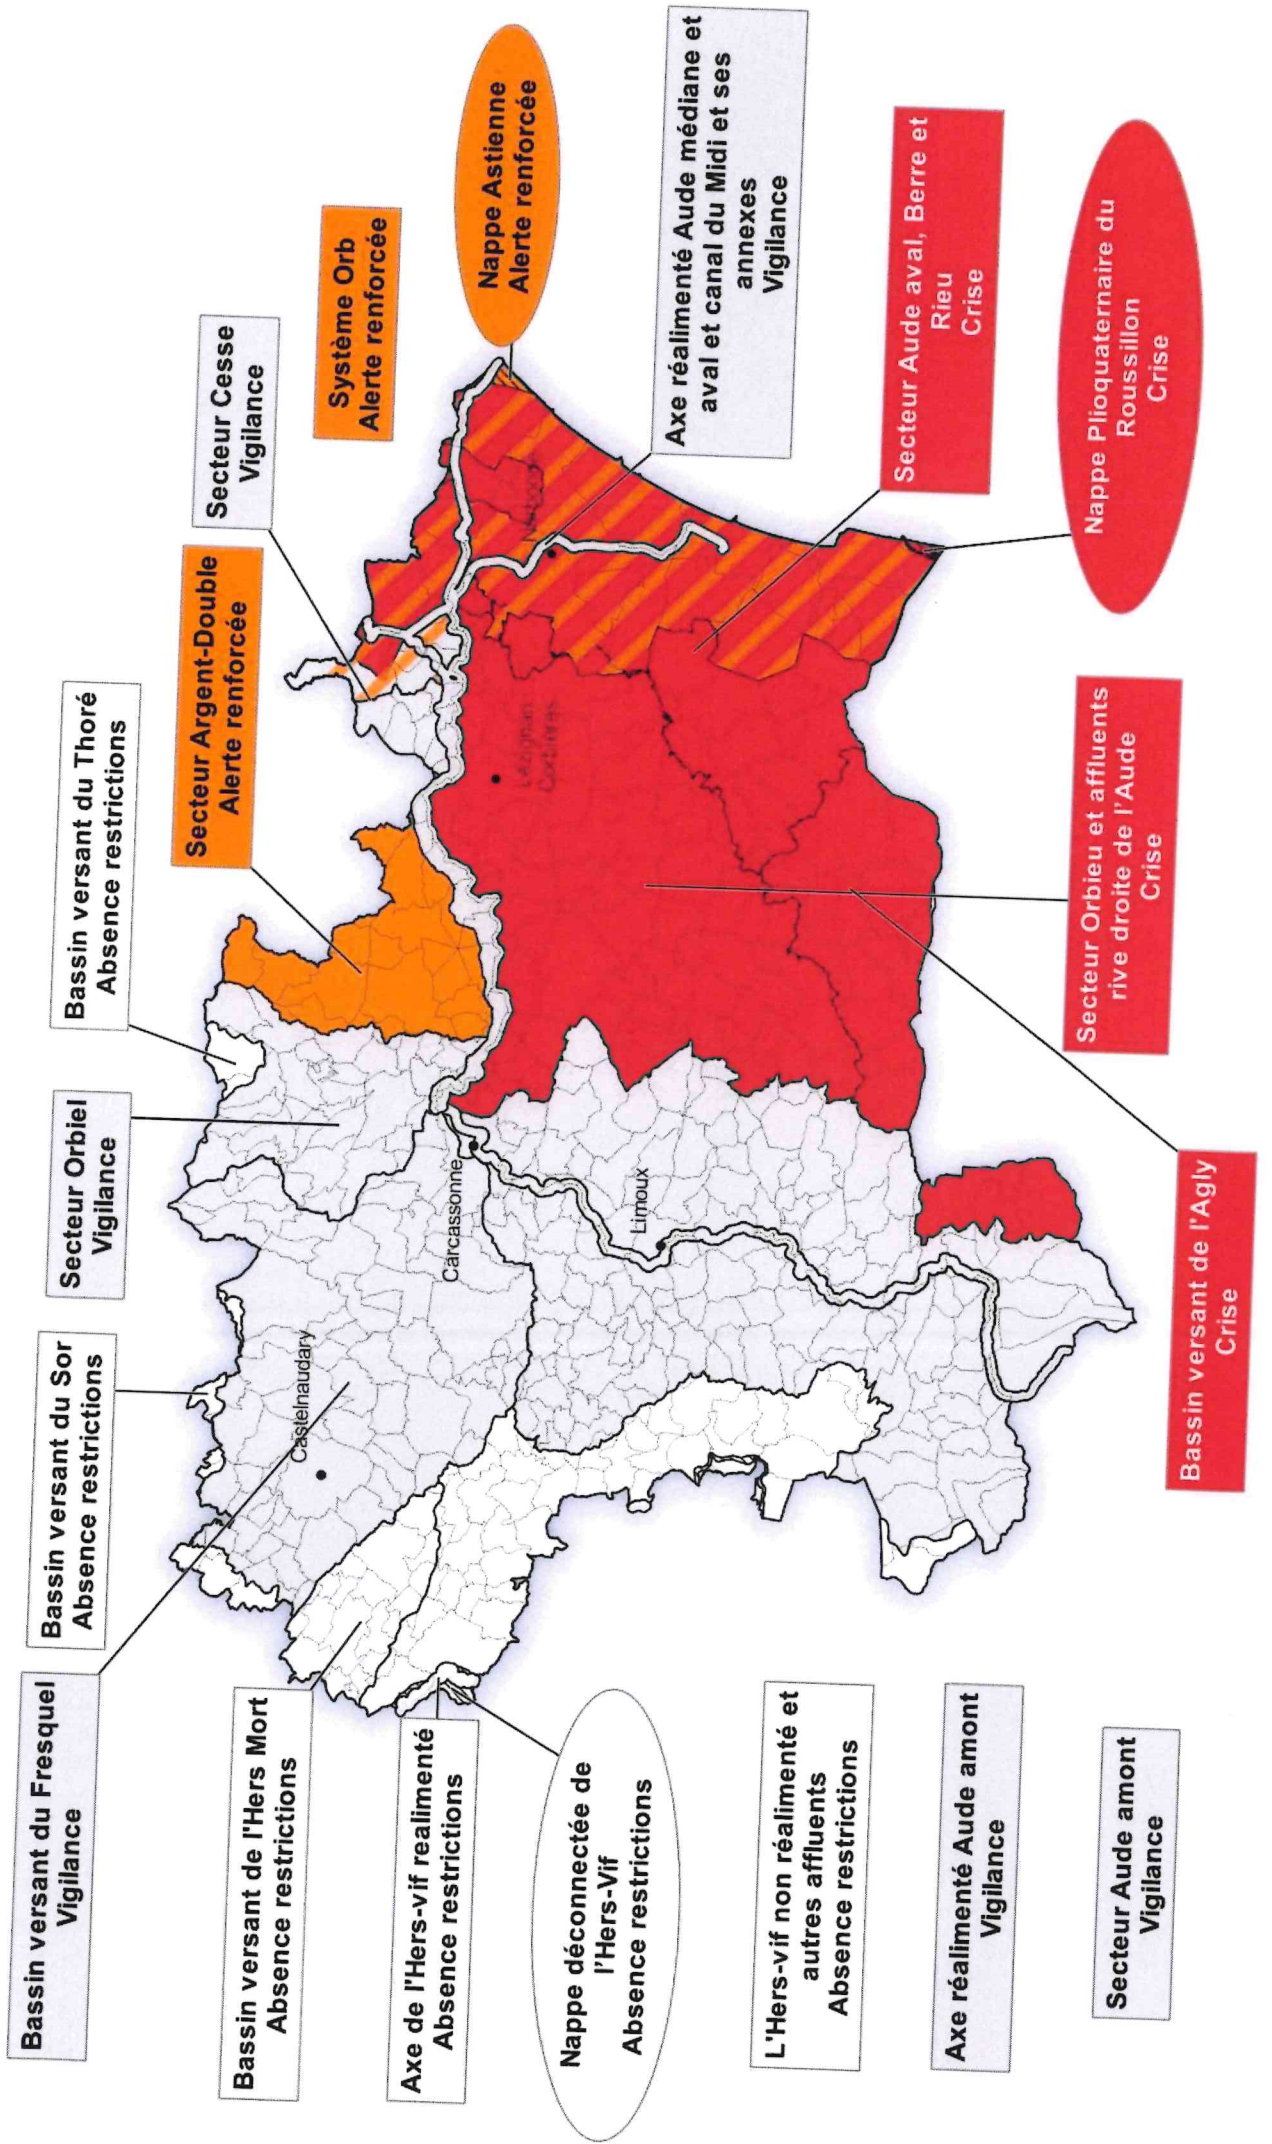 Bassin versant du Fresquel
Vigilance
Bassin versant du Sor
Absence restrictions
Secteur Orbiel
Vigilance
Bassin versant du Thoré
Absence restrictions
Secteur Argent-Double
Alerte renforcée
Secteur Cesse
Vigilance
Système Orb
Alerte renforcée
Nappe Astienne
Alerte renforcée
Axe réalimenté Aude médiane et
aval et canal du Midi et ses
annexes
Vigilance
Secteur Aude aval, Berre et
Rieu
Crise
Nappe Plioquaternaire du
Roussillon
Crise
Secteur Orbieu et affluents
rive droite de l'Aude
Crise
Bassin versant de l'Agly
Crise
Bassin versant de l'Hers Mort
Absence restrictions
Axe de l'Hers-vif realimenté
Absence restrictions
Nappe déconnectée de
l'Hers-Vif
Absence restrictions
L'Hers-vif non réalimenté et
autres affluents
Absence restrictions
Axe réalimenté Aude amont
Vigilance
Secteur Aude amont
Vigilance
Castelnaudary
Carcassonne
Limoux
Lézignan
Corbières